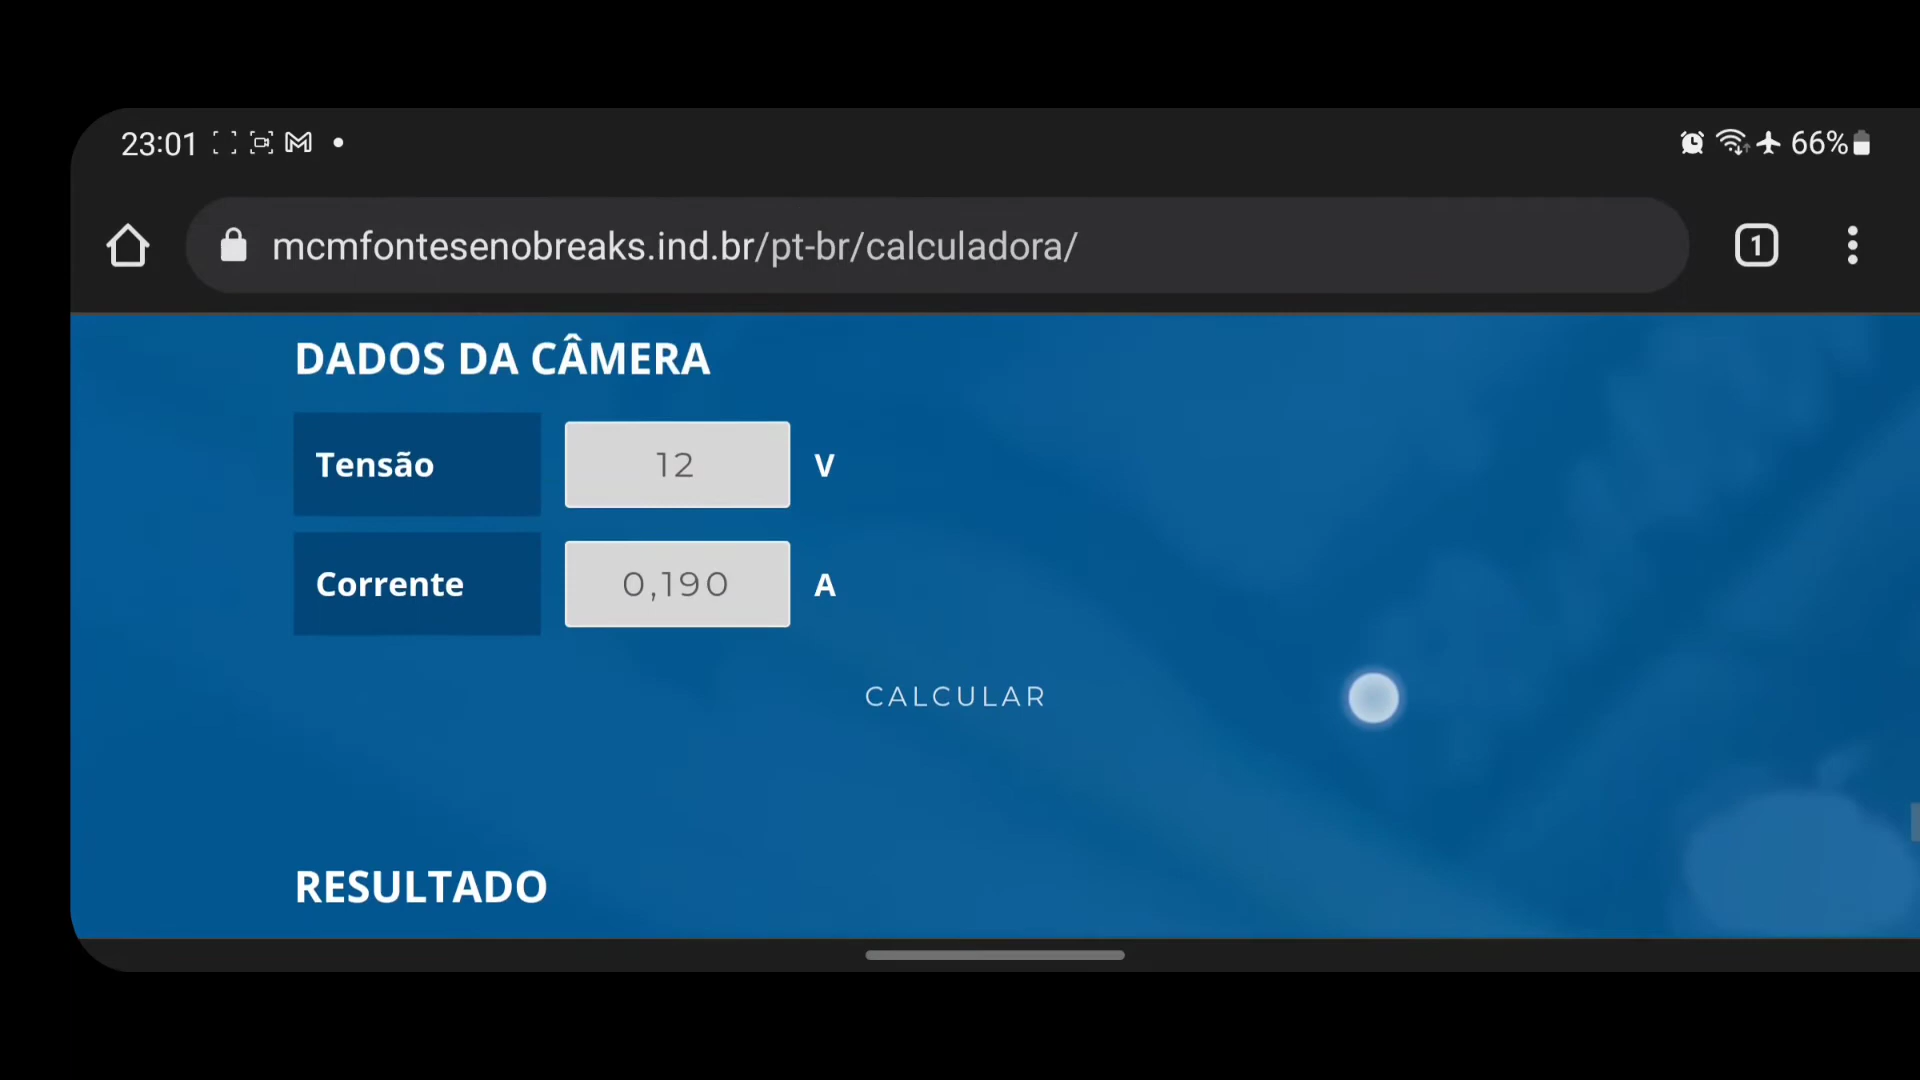 23:01 66%
mcmfontesenobreaks.ind.br/pt-br/calculadora/ 1
DADOS DA CÂMERA
Tensão 12 V
Corrente 0,190 A
CALCULAR
RESULTADO